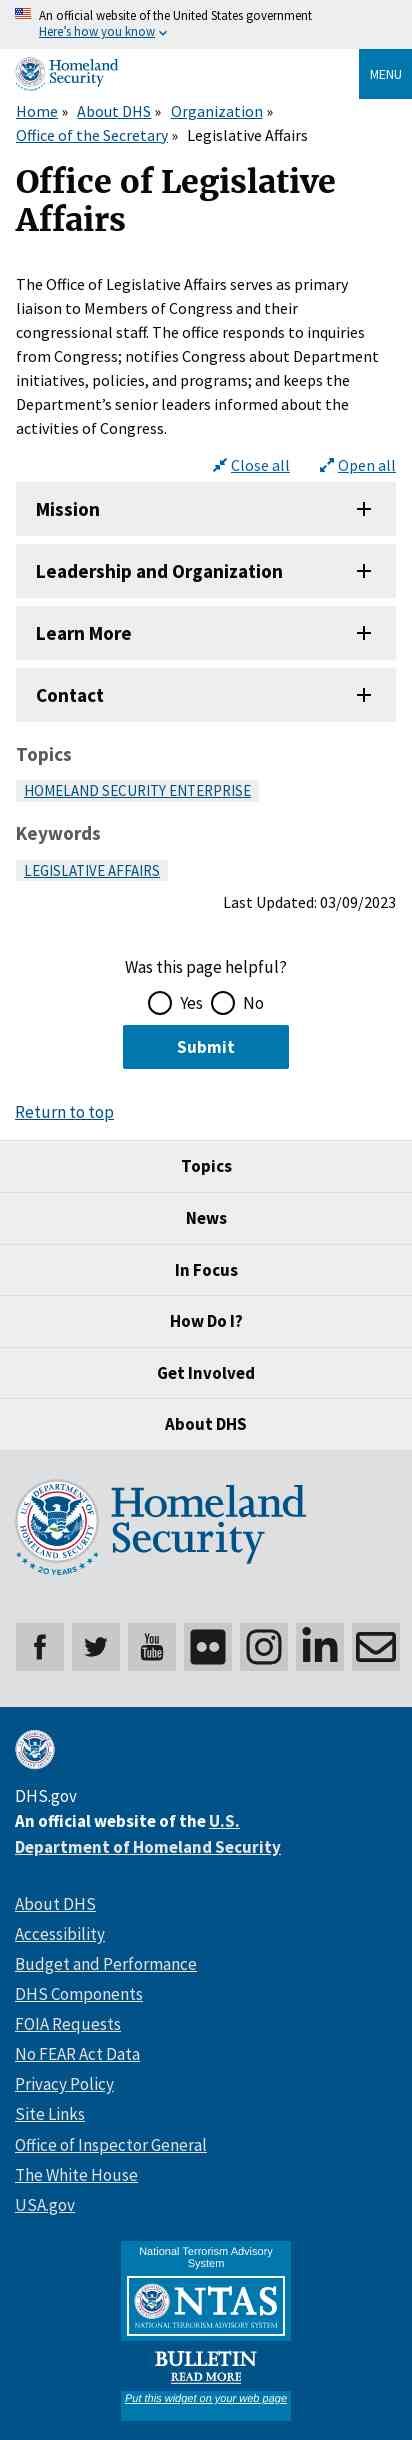 An official website of the United States government
Here's how you know
Homeland
Security
MENU
Home » About DHS » Organization »
Office of the Secretary » Legislative Affairs
Office of Legislative
Affairs
The Office of Legislative Affairs serves as primary
liaison to Members of Congress and their
congressional staff. The office responds to inquiries
from Congress; notifies Congress about Department
initiatives, policies, and programs; and keeps the
Department's senior leaders informed about the
activities of Congress.
Close all Open all
Mission
Leadership and Organization
Learn More
Contact
Topics
HOMELAND SECURITY ENTERPRISE
Keywords
LEGISLATIVE AFFAIRS
Last Updated: 03/09/2023
Was this page helpful?
Yes No
Submit
Return to top
Topics
News
In Focus
How Do I?
Get Involved
About DHS
U.S. DEPARTMENT OF HOMELAND SECURITY
20 YEARS
Homeland
Security
You
Tube
DHS.gov
An official website of the U.S.
Department of Homeland Security
About DHS
Accessibility
Budget and Performance
DHS Components
FOIA Requests
No FEAR Act Data
Privacy Policy
Site Links
Office of Inspector General
The White House
USA.gov
National Terrorism Advisory
System
NTAS
NATIONAL TERRORISM ADVISORY SYSTEM
BULLETIN
READ MORE
Put this widget on your web page